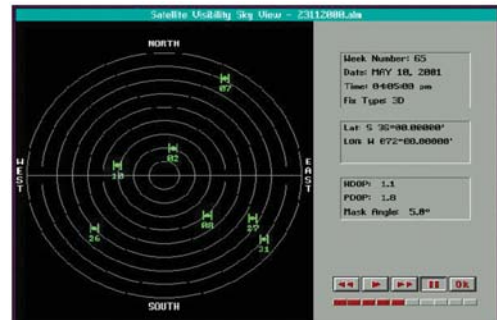 Satellite Visibility Sky View - 23112000.alm
NORTH
07
02
10
WEST
EAST
08
27
26
31
SOUTH
Week Number: 65
Date: MAY 10, 2001
Time: 04:05:00 pm
Fix Type: 3D
Lat: S 36°00.00000'
Lon: W 072°00.00000'
HDOP: 1.1
PDOP: 1.8
Mask Angle: 5.0°
Ok